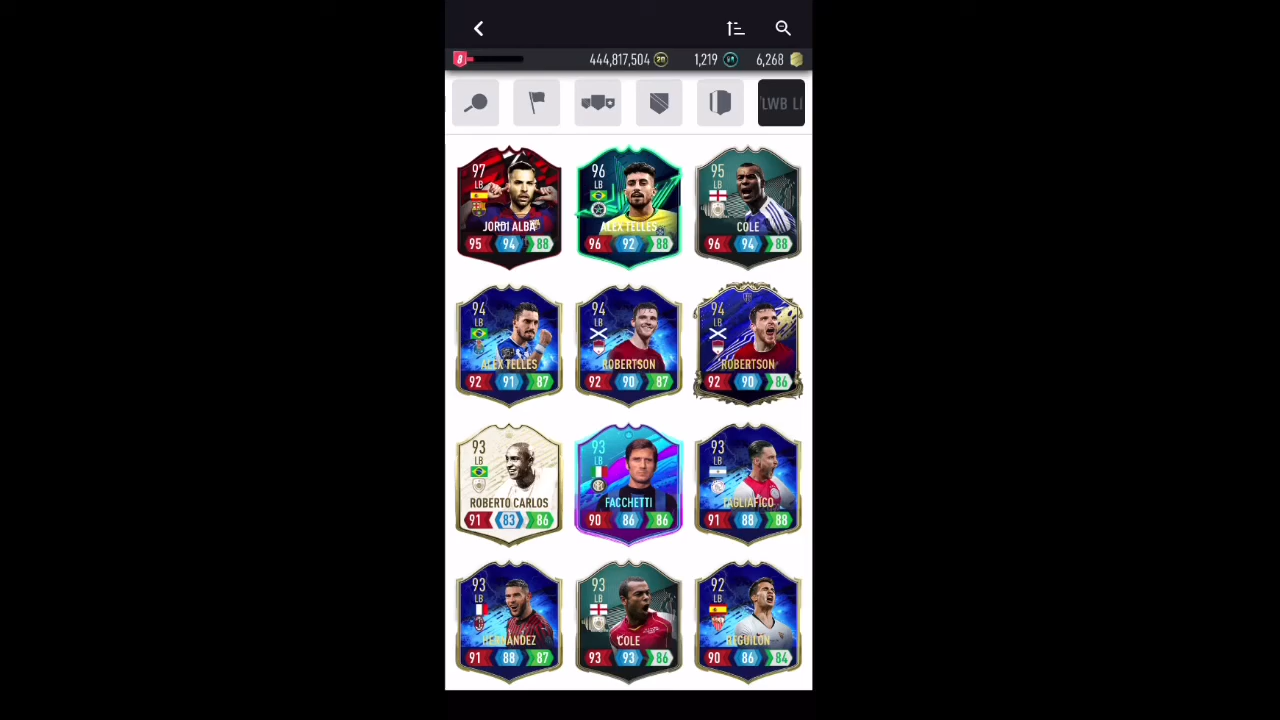 8 444,817,504 1,219 6,268
LWB LI
97 96 95
LB LB LB
JORDI ALBA ALEX TELLES COLE
95 94 88 96 92 88 96 94 88
94 94 94
LB LB LB
ALEX TELLES ROBERTSON ROBERTSON
92 91 87 92 90 87 92 90 86
93 93 93
LB LB LB
ROBERTO CARLOS FACCHETTI TAGLIAFICO
91 83 86 90 86 86 91 88 88
93 93 92
LB LB LB
HERNÁNDEZ COLE REGUILÓN
91 88 87 93 93 86 90 86 84